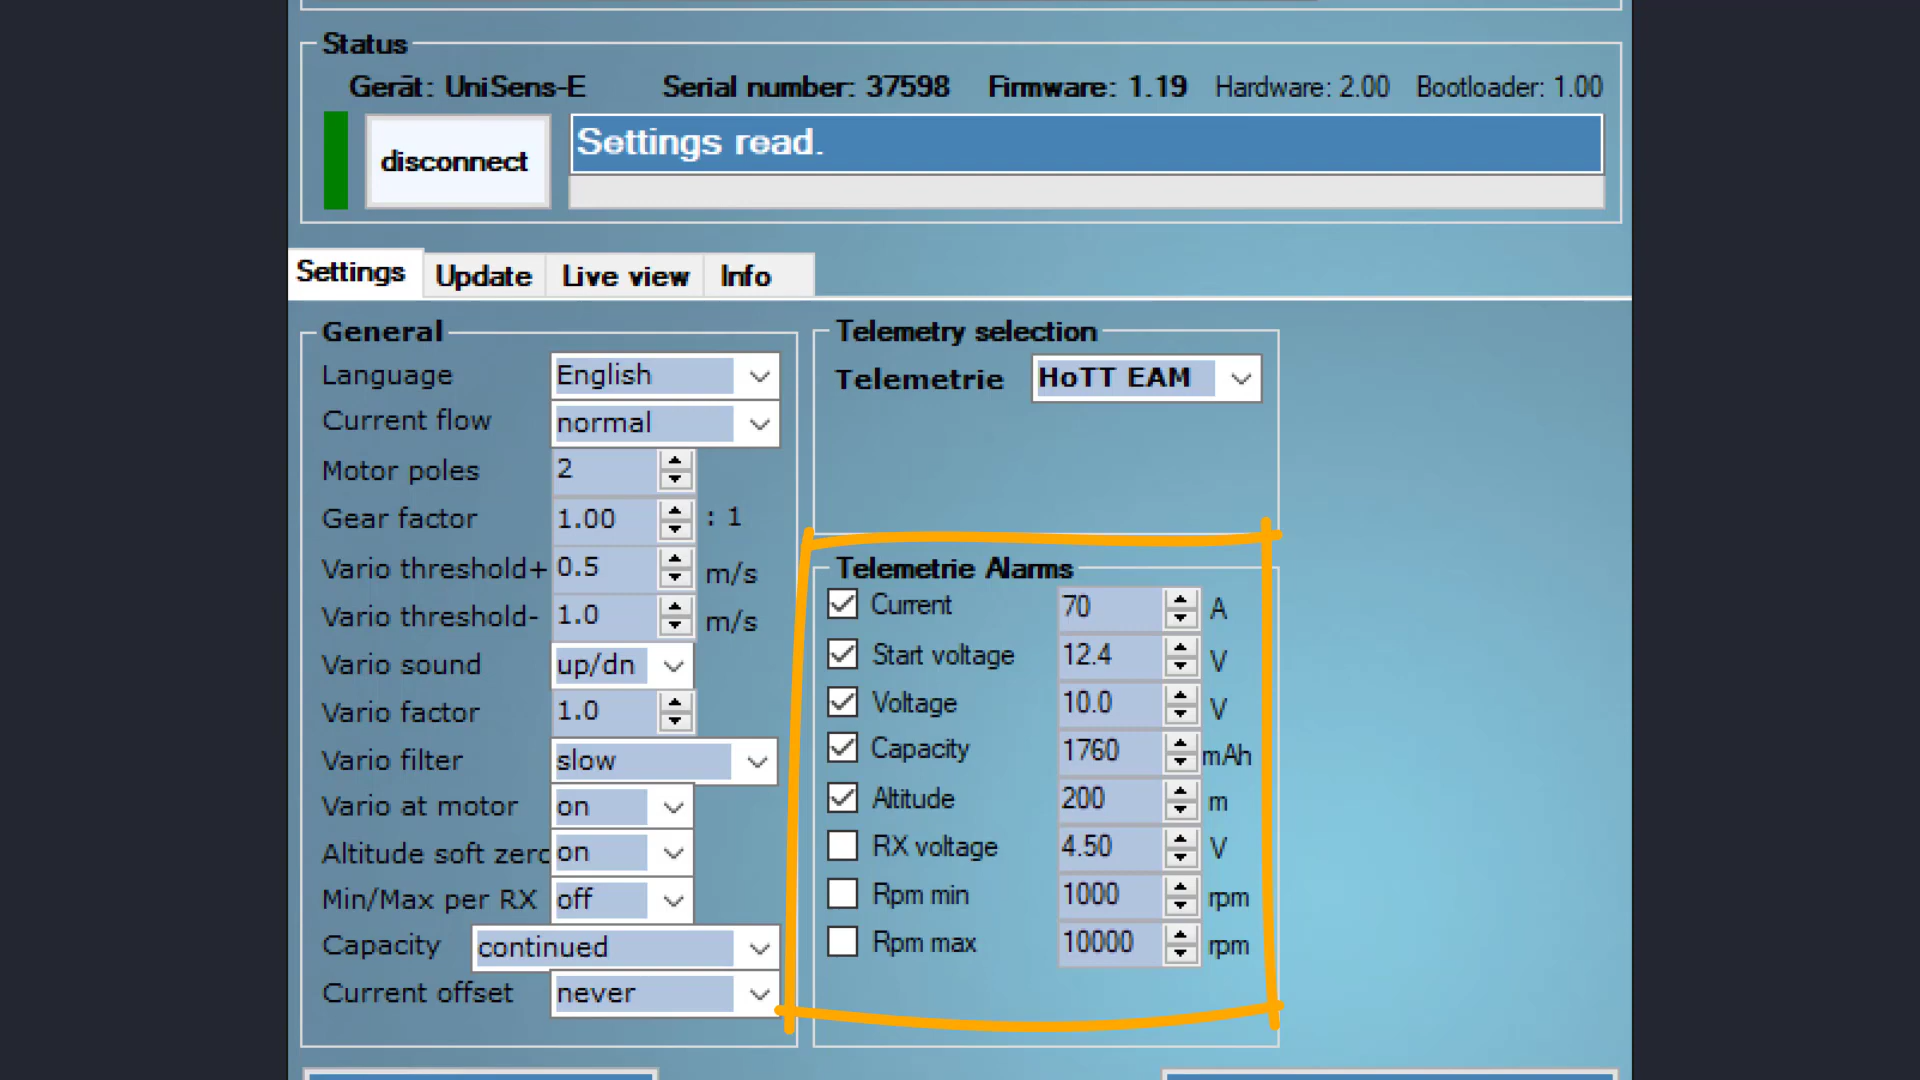 Status
Gerät: UniSens-E Serial number: 37598 Firmware: 1.19 Hardware: 2.00 Bootloader: 1.00
disconnect
Settings read.
Settings Update Live view Info
General
Language English
Current flow normal
Motor poles 2
Gear factor 1.00 : 1
Vario threshold+ 0.5 m/s
Vario threshold- 1.0 m/s
Vario sound up/dn
Vario factor 1.0
Vario filter slow
Vario at motor on
Altitude soft zero on
Min/Max per RX off
Capacity continued
Current offset never
Telemetry selection
Telemetrie HoTT EAM
Telemetrie Alarms
Current 70 A
Start voltage 12.4 V
Voltage 10.0 V
Capacity 1760 mAh
Altitude 200 m
RX voltage 4.50 V
Rpm min 1000 rpm
Rpm max 10000 rpm